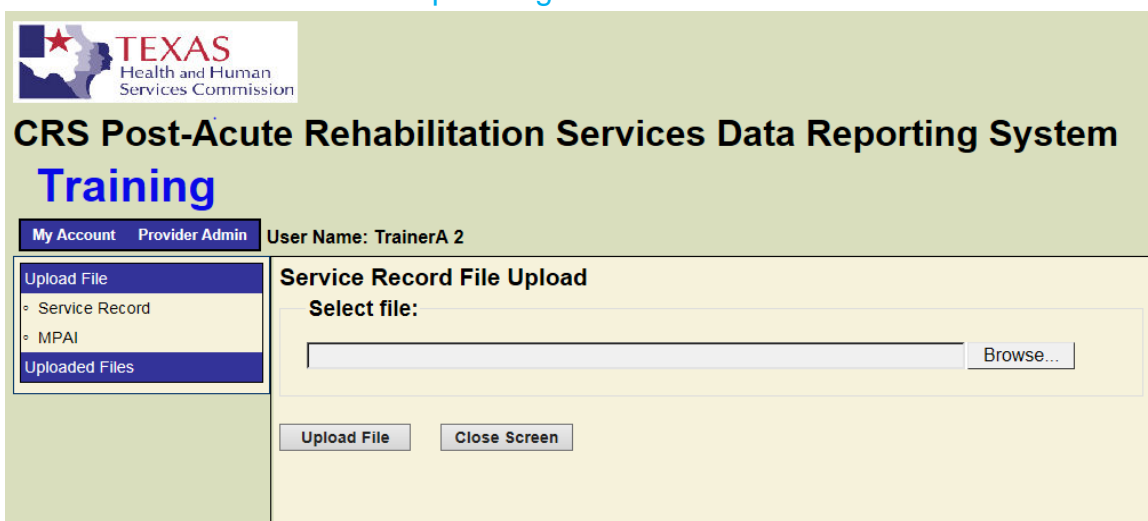 TEXAS
Health and Human
Services Commission
CRS Post-Acute Rehabilitation Services Data Reporting System
Training
My Account Provider Admin User Name: TrainerA 2
Upload File
Service Record
MPAI
Uploaded Files
Service Record File Upload
Select file:
Browse...
Upload File Close Screen